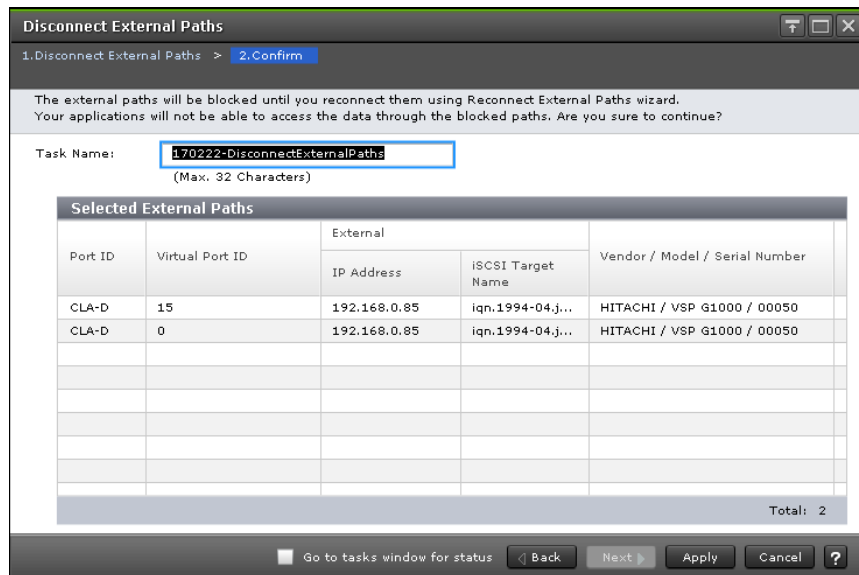 Disconnect External Paths
1.Disconnect External Paths > 2.Confirm
The external paths will be blocked until you reconnect them using Reconnect External Paths wizard.
Your applications will not be able to access the data through the blocked paths. Are you sure to continue?
Task Name: 170222-DisconnectExternalPaths
(Max. 32 Characters)
Selected External Paths
Port ID Virtual Port ID External Vendor / Model / Serial Number
IP Address iSCSI Target Name
CLA-D 15 192.168.0.85 iqn.1994-04.j... HITACHI / VSP G1000 / 00050
CLA-D 0 192.168.0.85 iqn.1994-04.j... HITACHI / VSP G1000 / 00050
Total: 2
Go to tasks window for status Back Next Apply Cancel ?